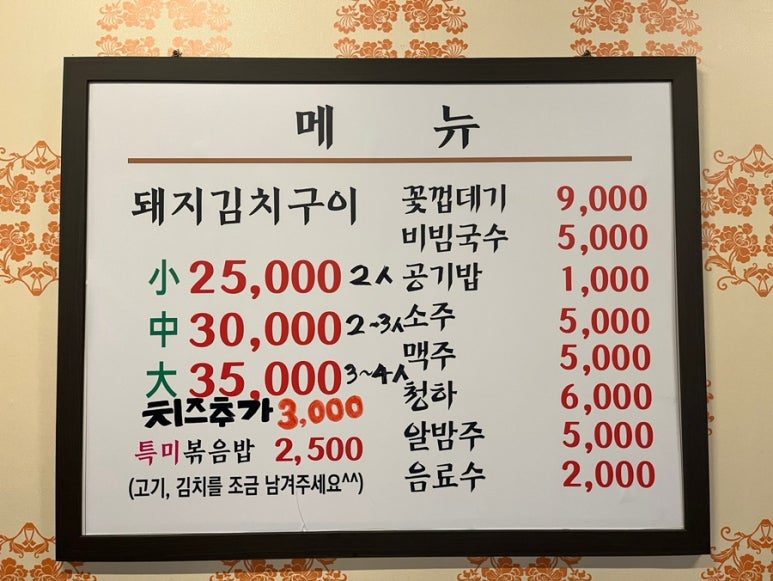 메 뉴
돼지김치구이
小 25,000 2人
中 30,000 2~3人
大 35,000 3~4人
치즈추가 3,000
특미볶음밥 2,500
(고기, 김치를 조금 남겨주세요^^)
꽃껍데기 9,000
비빔국수 5,000
공기밥 1,000
소주 5,000
맥주 5,000
청하 6,000
알밤주 5,000
음료수 2,000